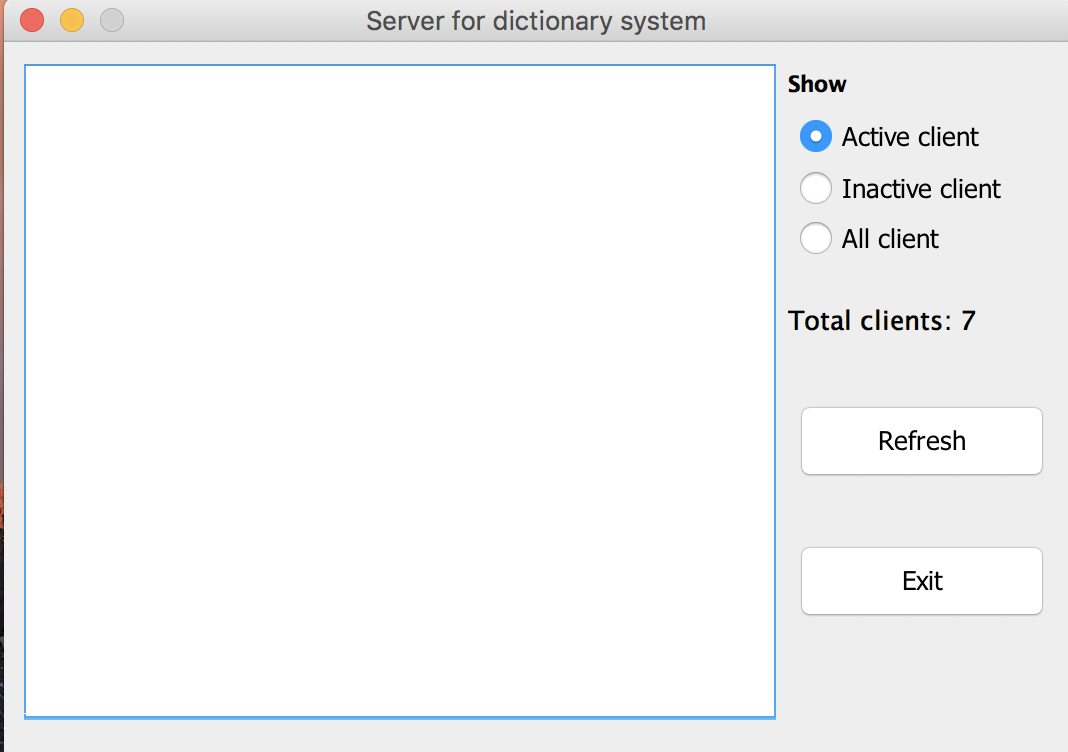 Server for dictionary system
Show
Active client
Inactive client
All client
Total clients: 7
Refresh
Exit